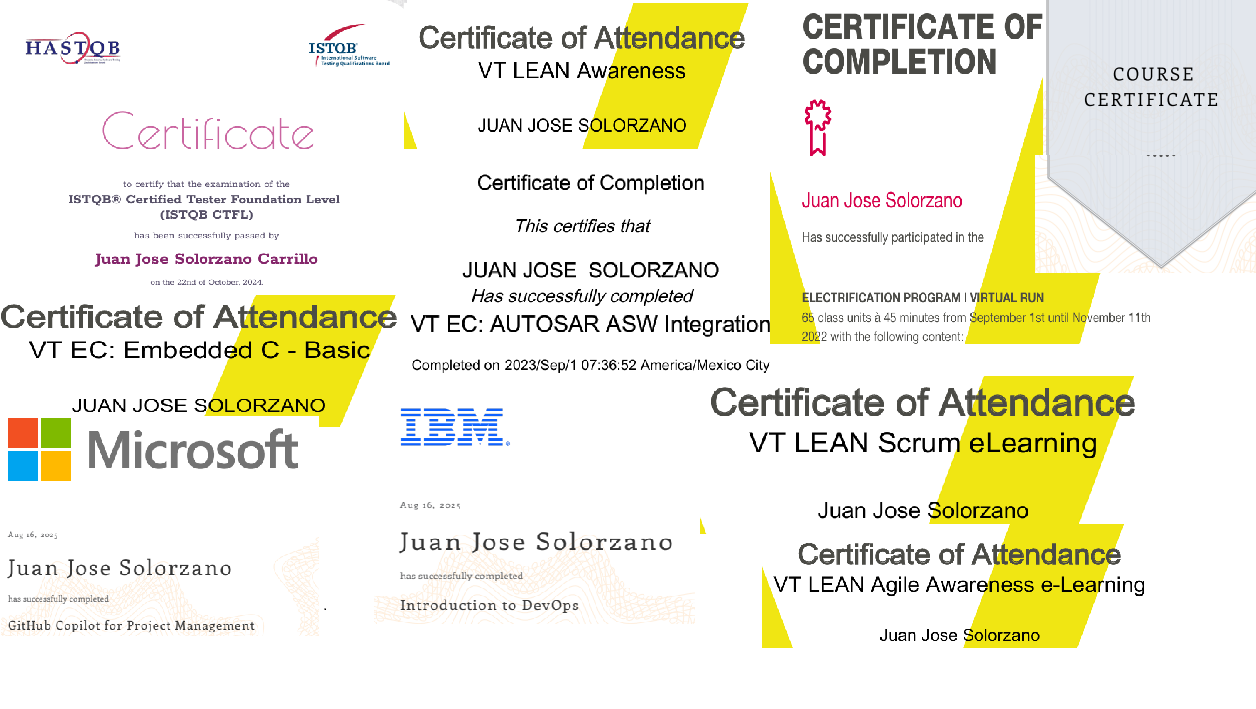 HASTQB
ISTQB®
International Software
Testing Qualifications Board
Certificate
to certify that the examination of the
ISTQB® Certified Tester Foundation Level
(ISTQB CTFL)
has been successfully passed by
Juan Jose Solorzano Carrillo
on the 22nd of October, 2024.
Certificate of Attendance
VT LEAN Awareness
JUAN JOSE SOLORZANO
Certificate of Completion
This certifies that
JUAN JOSE SOLORZANO
Has successfully completed
VT EC: AUTOSAR ASW Integration
Completed on 2023/Sep/1 07:36:52 America/Mexico City
CERTIFICATE OF
COMPLETION
Juan Jose Solorzano
Has successfully participated in the
ELECTRIFICATION PROGRAM | VIRTUAL RUN
65 class units à 45 minutes from September 1st until November 11th
2022 with the following content:
COURSE
CERTIFICATE
Certificate of Attendance
VT EC: Embedded C - Basic
JUAN JOSE SOLORZANO
Microsoft
Aug 16, 2025
Juan Jose Solorzano
has successfully completed
GitHub Copilot for Project Management
IBM®
Aug 16, 2025
Juan Jose Solorzano
has successfully completed
Introduction to DevOps
Certificate of Attendance
VT LEAN Scrum eLearning
Juan Jose Solorzano
Certificate of Attendance
VT LEAN Agile Awareness e-Learning
Juan Jose Solorzano